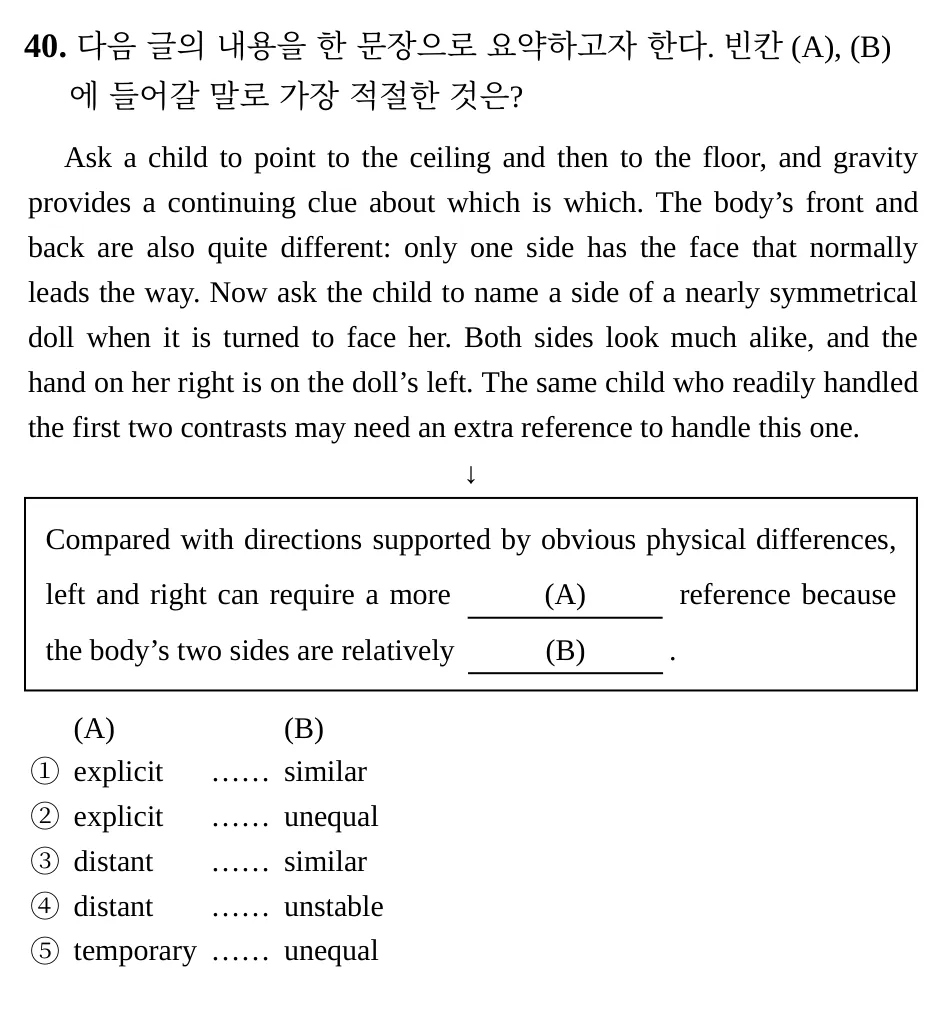 40. 다음 글의 내용을 한 문장으로 요약하고자 한다. 빈칸 (A), (B)
에 들어갈 말로 가장 적절한 것은?
Ask a child to point to the ceiling and then to the floor, and gravity
provides a continuing clue about which is which. The body’s front and
back are also quite different: only one side has the face that normally
leads the way. Now ask the child to name a side of a nearly symmetrical
doll when it is turned to face her. Both sides look much alike, and the
hand on her right is on the doll’s left. The same child who readily handled
the first two contrasts may need an extra reference to handle this one.
↓
Compared with directions supported by obvious physical differences,
left and right can require a more (A) reference because
the body’s two sides are relatively (B) .
(A) (B)
① explicit …… similar
② explicit …… unequal
③ distant …… similar
④ distant …… unstable
⑤ temporary …… unequal